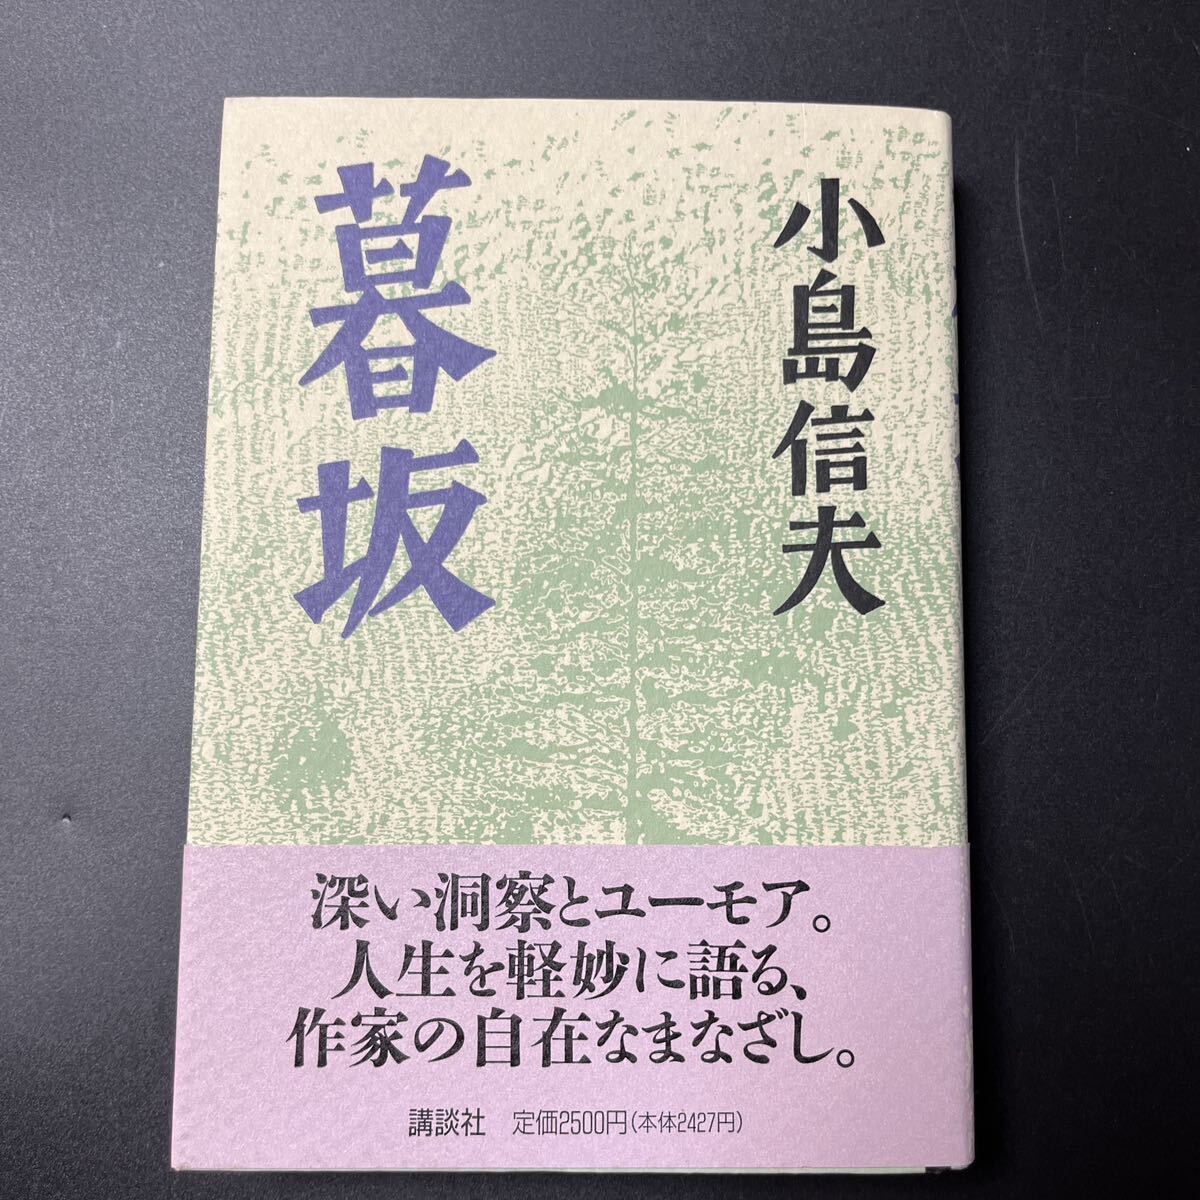 小島信夫
暮坂
深い洞察とユーモア。
人生を軽妙に語る、
作家の自在なまなざし。
講談社 定価2500円(本体2427円)